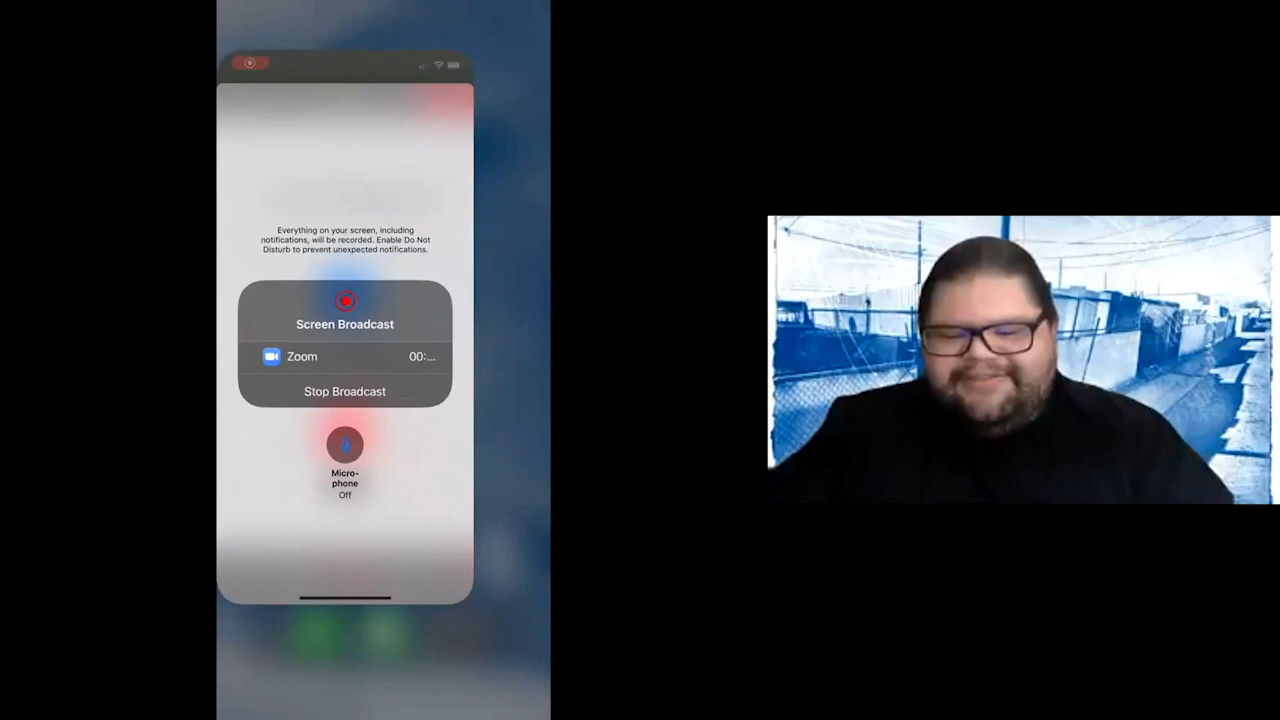 Everything on your screen, including
notifications, will be recorded. Enable Do Not
Disturb to prevent unexpected notifications.
Screen Broadcast
Zoom 00:...
Stop Broadcast
Micro-
phone
Off